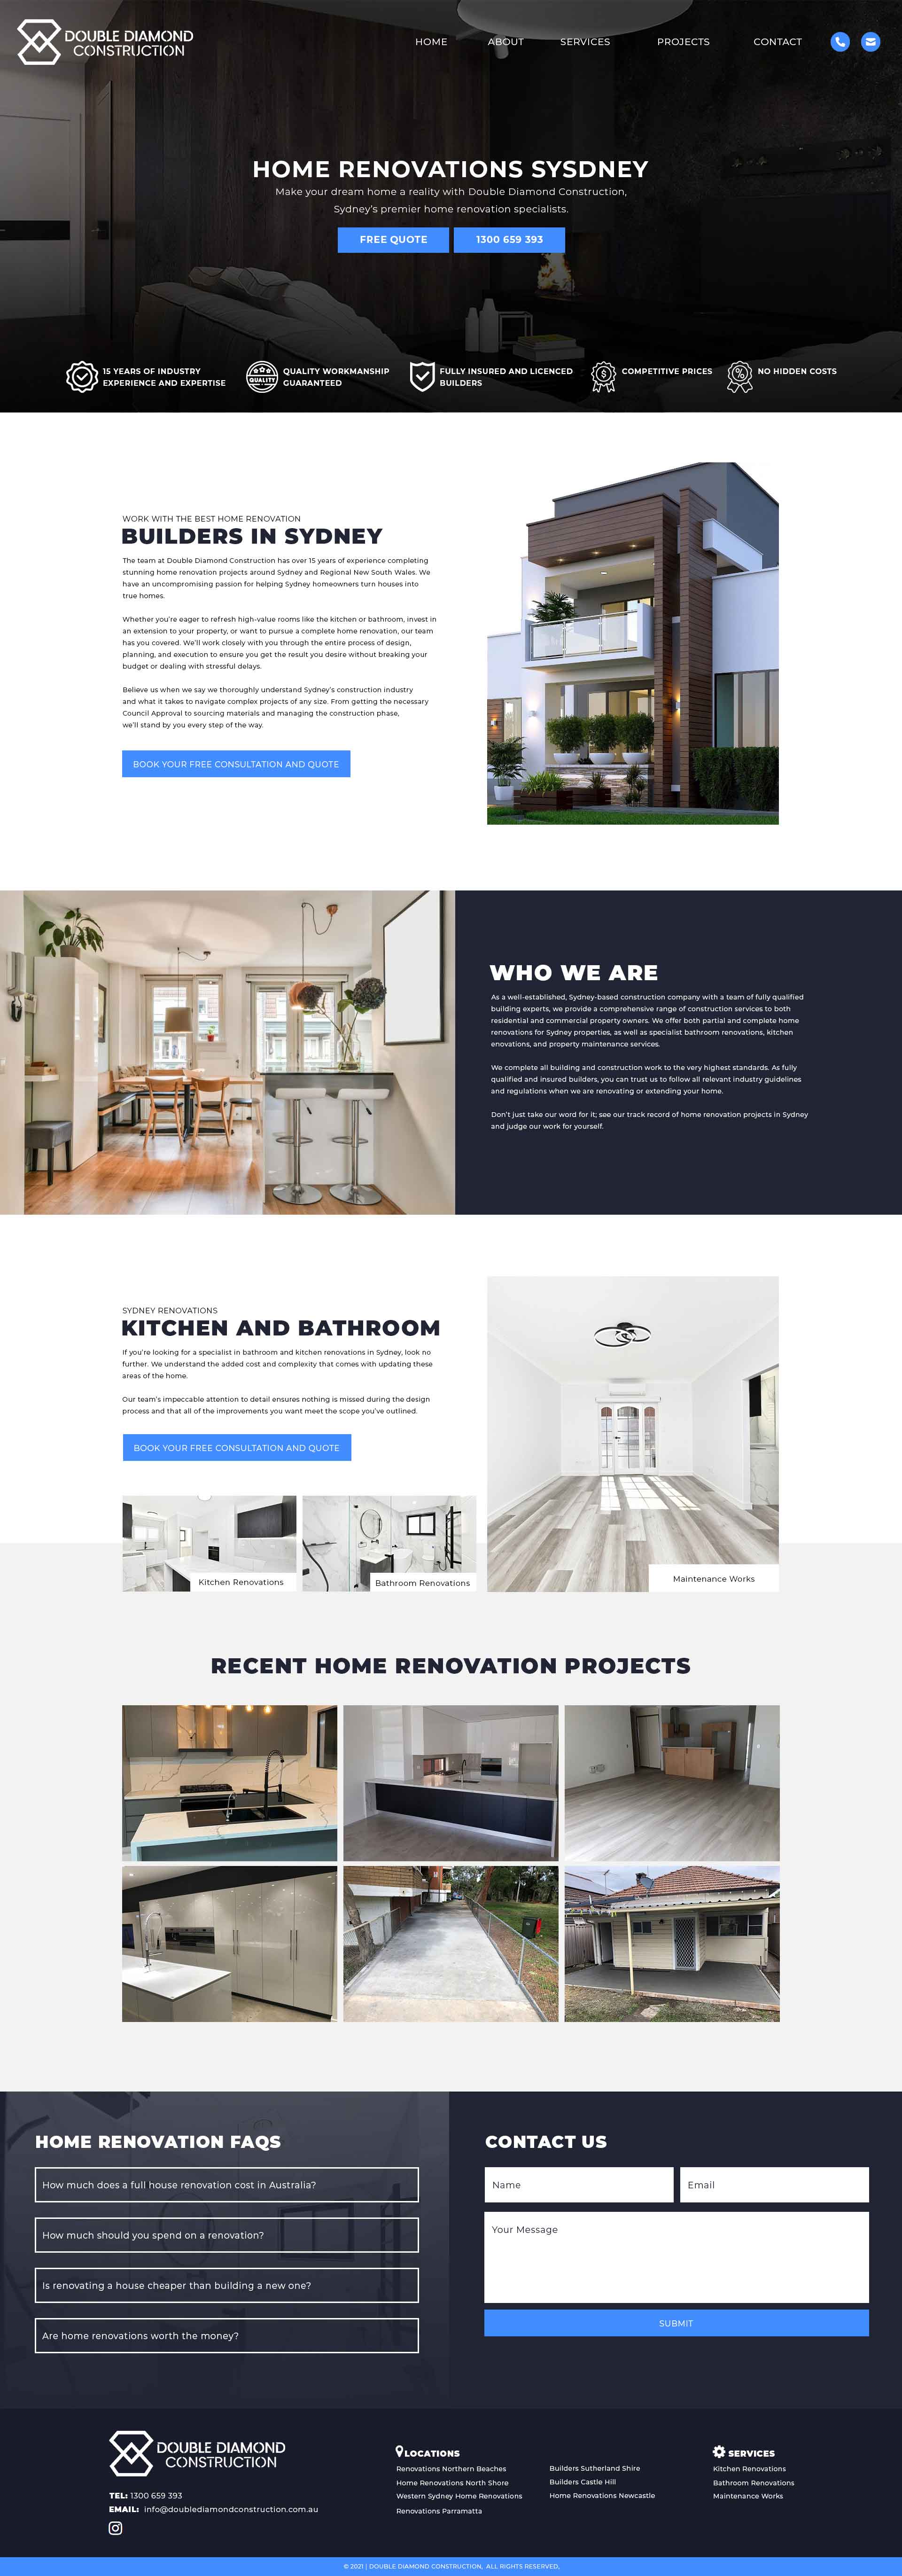 DOUBLE DIAMOND
CONSTRUCTION
HOME ABOUT SERVICES PROJECTS CONTACT
HOME RENOVATIONS SYSDNEY
Make your dream home a reality with Double Diamond Construction,
Sydney’s premier home renovation specialists.
FREE QUOTE
1300 659 393
15 YEARS OF INDUSTRY
EXPERIENCE AND EXPERTISE
QUALITY
QUALITY WORKMANSHIP
GUARANTEED
FULLY INSURED AND LICENCED
BUILDERS
$
COMPETITIVE PRICES
%
NO HIDDEN COSTS
WORK WITH THE BEST HOME RENOVATION
BUILDERS IN SYDNEY
The team at Double Diamond Construction has over 15 years of experience completing
stunning home renovation projects around Sydney and Regional New South Wales. We
have an uncompromising passion for helping Sydney homeowners turn houses into
true homes.
Whether you’re eager to refresh high-value rooms like the kitchen or bathroom, invest in
an extension to your property, or want to pursue a complete home renovation, our team
has you covered. We’ll work closely with you through the entire process of design,
planning, and execution to ensure you get the result you desire without breaking your
budget or dealing with stressful delays.
Believe us when we say we thoroughly understand Sydney’s construction industry
and what it takes to navigate complex projects of any size. From getting the necessary
Council Approval to sourcing materials and managing the construction phase,
we’ll stand by you every step of the way.
BOOK YOUR FREE CONSULTATION AND QUOTE
WHO WE ARE
As a well-established, Sydney-based construction company with a team of fully qualified
building experts, we provide a comprehensive range of construction services to both
residential and commercial property owners. We offer both partial and complete home
renovations for Sydney properties, as well as specialist bathroom renovations, kitchen
enovations, and property maintenance services.
We complete all building and construction work to the very highest standards. As fully
qualified and insured builders, you can trust us to follow all relevant industry guidelines
and regulations when we are renovating or extending your home.
Don’t just take our word for it; see our track record of home renovation projects in Sydney
and judge our work for yourself.
SYDNEY RENOVATIONS
KITCHEN AND BATHROOM
If you’re looking for a specialist in bathroom and kitchen renovations in Sydney, look no
further. We understand the added cost and complexity that comes with updating these
areas of the home.
Our team’s impeccable attention to detail ensures nothing is missed during the design
process and that all of the improvements you want meet the scope you’ve outlined.
BOOK YOUR FREE CONSULTATION AND QUOTE
Kitchen Renovations
Bathroom Renovations
Maintenance Works
RECENT HOME RENOVATION PROJECTS
HOME RENOVATION FAQS
How much does a full house renovation cost in Australia?
How much should you spend on a renovation?
Is renovating a house cheaper than building a new one?
Are home renovations worth the money?
CONTACT US
Name
Email
Your Message
SUBMIT
DOUBLE DIAMOND
CONSTRUCTION
TEL: 1300 659 393
EMAIL: info@doublediamondconstruction.com.au
LOCATIONS
Renovations Northern Beaches
Home Renovations North Shore
Western Sydney Home Renovations
Renovations Parramatta
Builders Sutherland Shire
Builders Castle Hill
Home Renovations Newcastle
SERVICES
Kitchen Renovations
Bathroom Renovations
Maintenance Works
© 2021 | DOUBLE DIAMOND CONSTRUCTION, ALL RIGHTS RESERVED,